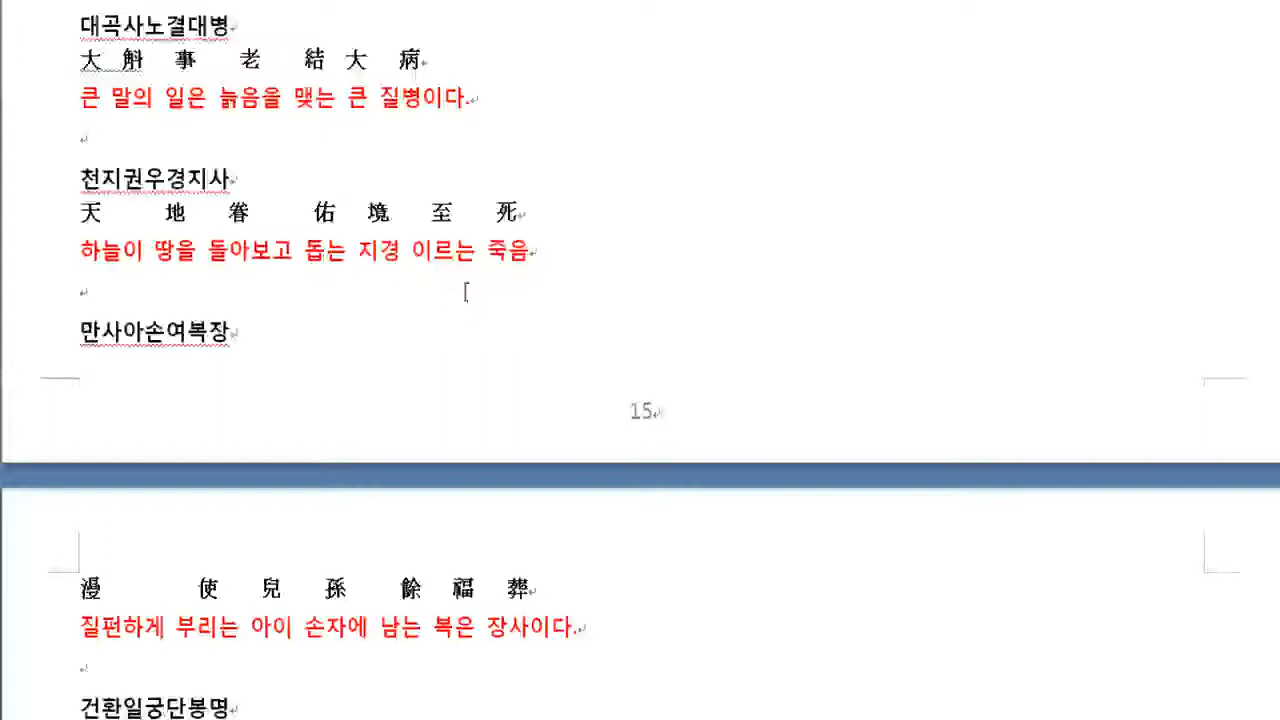 대곡사노결대병
大 斛 事 老 結 大 病
큰 말의 일은 늙음을 맺는 큰 질병이다.
천지권우경지사
天 地 眷 佑 境 至 死
하늘이 땅을 돌아보고 돕는 지경 이르는 죽음
만사아손여복장
15
漫 使 兒 孫 餘 福 葬
질펀하게 부리는 아이 손자에 남는 복은 장사이다.
건환일궁단봉명